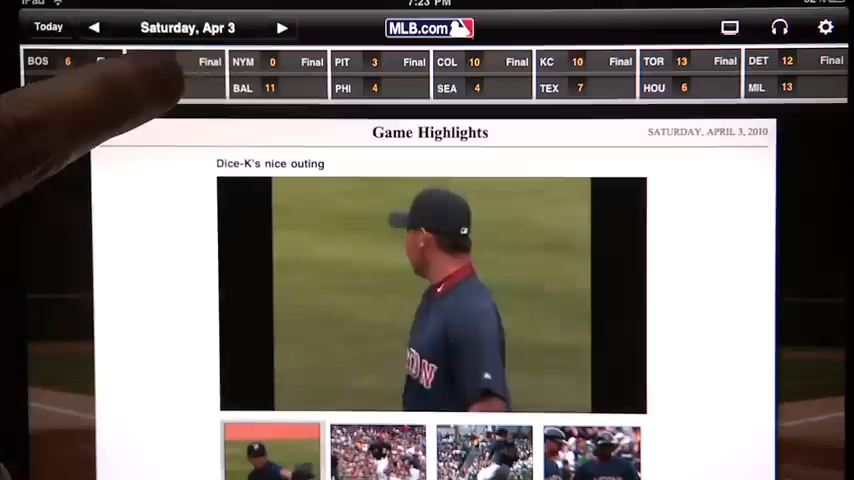 iPad 7:23 PM
Today Saturday, Apr 3 MLB.com
BOS 6 Final NYM 0 Final PIT 3 Final COL 10 Final KC 10 Final TOR 13 Final DET 12 Final
BAL 11 PHI 4 SEA 4 TEX 7 HOU 6 MIL 13
Game Highlights SATURDAY, APRIL 3, 2010
Dice-K's nice outing